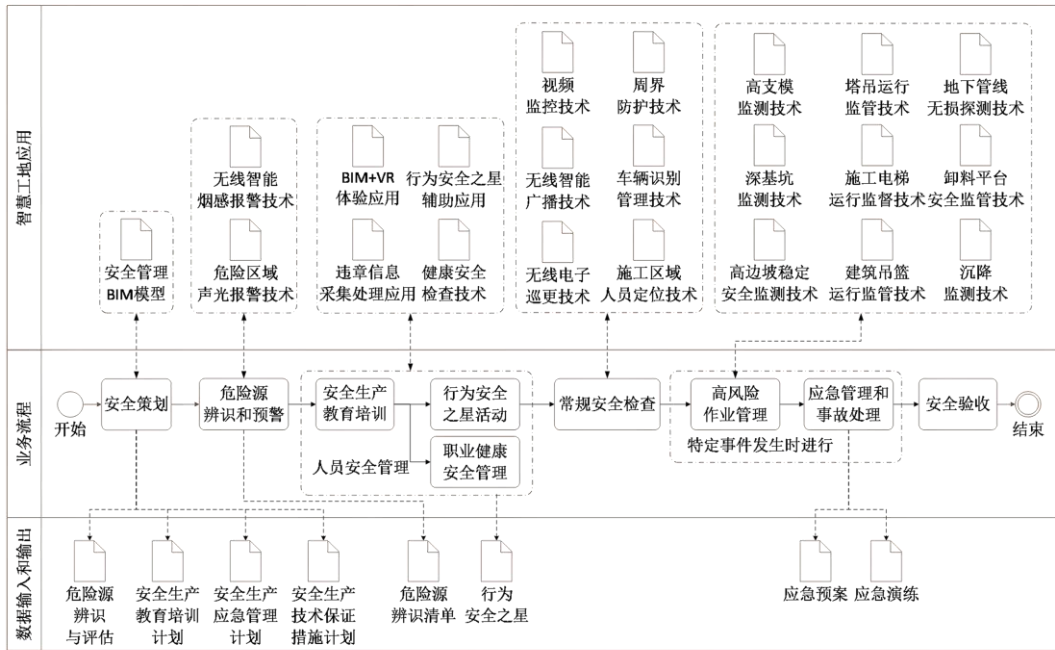 智慧工地应用
安全管理
BIM模型
无线智能
烟感报警技术
危险区域
声光报警技术
BIM+VR
体验应用
行为安全之星
辅助应用
违章信息
采集处理应用
健康安全
检查技术
视频
监控技术
周界
防护技术
无线智能
广播技术
车辆识别
管理技术
无线电子
巡更技术
施工区域
人员定位技术
高支模
监测技术
塔吊运行
监管技术
地下管线
无损探测技术
深基坑
监测技术
施工电梯
运行监督技术
卸料平台
安全监管技术
高边坡稳定
安全监测技术
建筑吊篮
运行监管技术
沉降
监测技术
业务流程
开始
安全策划
危险源
辨识和预警
安全生产
教育培训
行为安全
之星活动
职业健康
安全管理
人员安全管理
常规安全检查
高风险
作业管理
应急管理和
事故处理
特定事件发生时进行
安全验收
结束
数据输入和输出
危险源
辨识
与评估
安全生产
教育培训
计划
安全生产
应急管理
计划
安全生产
技术保证
措施计划
危险源
辨识清单
行为
安全之星
应急预案
应急演练